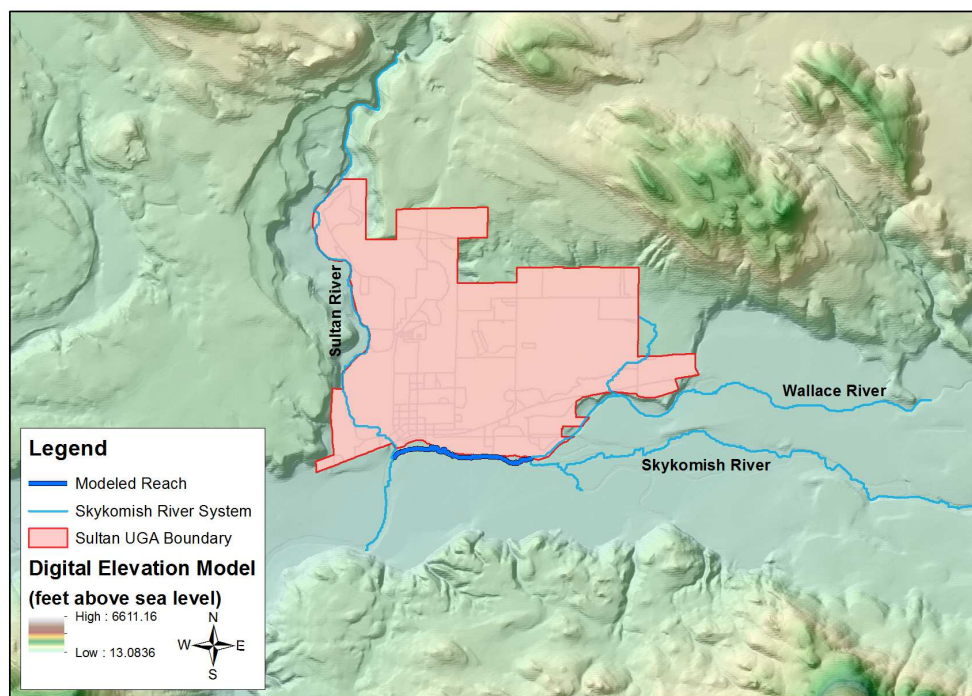 Sultan River
Wallace River
Skykomish River
Legend
Modeled Reach
Skykomish River System
Sultan UGA Boundary
Digital Elevation Model
(feet above sea level)
High : 6611.16
Low : 13.0836
N
W
E
S